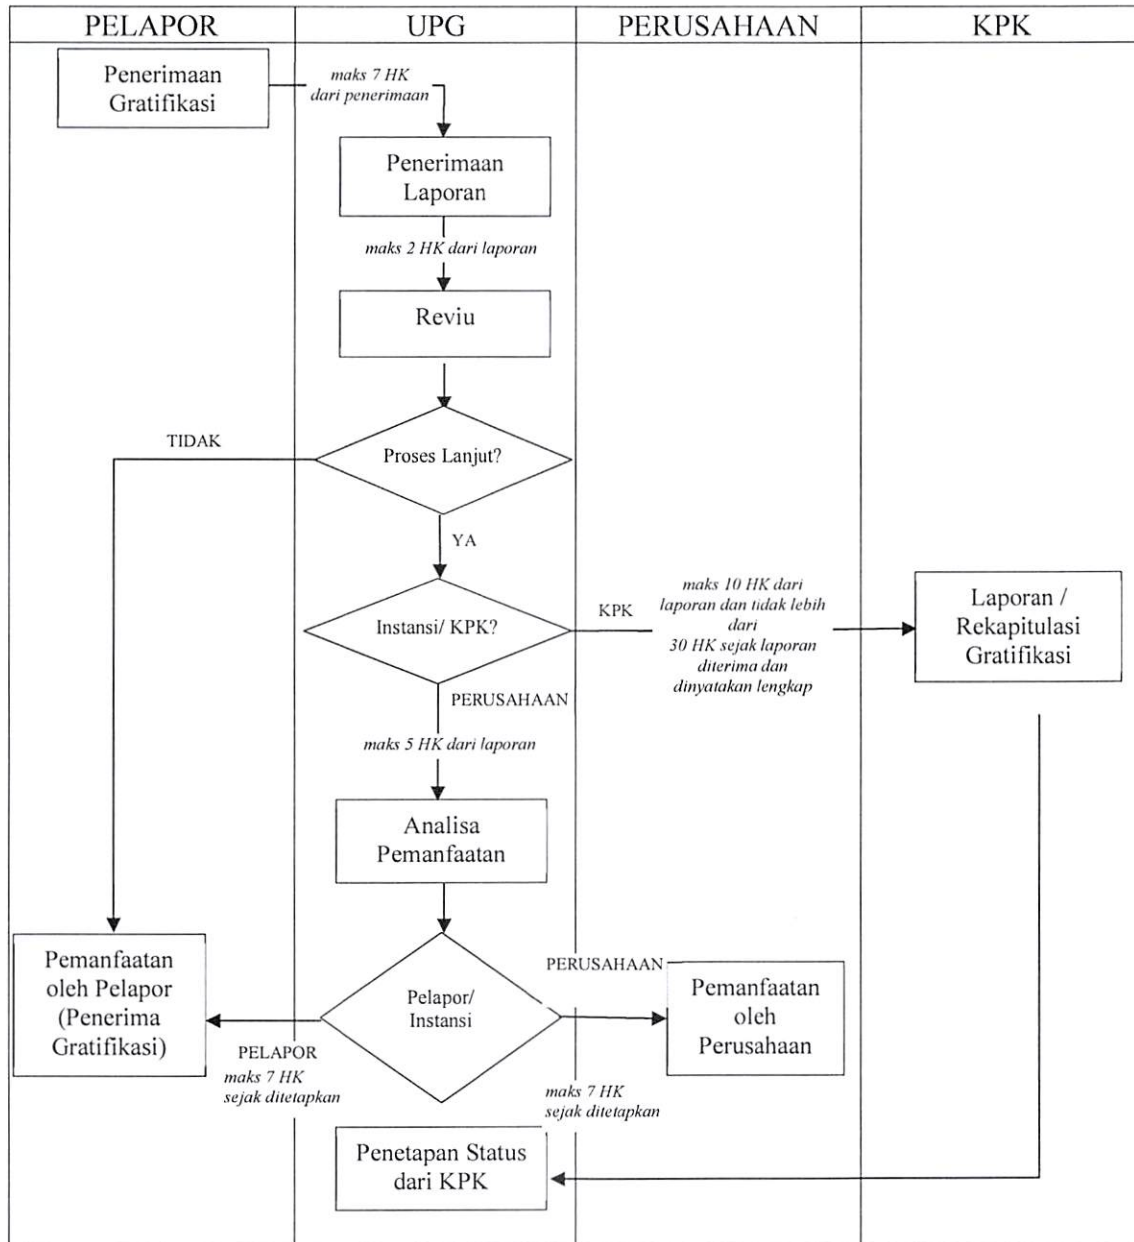 PELAPOR
UPG
PERUSAHAAN
KPK
Penerimaan
Gratifikasi
maks 7 HK
dari penerimaan
Penerimaan
Laporan
maks 2 HK dari laporan
Reviu
TIDAK
Proses Lanjut?
YA
Instansi/ KPK?
KPK
maks 10 HK dari
laporan dan tidak lebih
dari
30 HK sejak laporan
diterima dan
dinyatakan lengkap
Laporan /
Rekapitulasi
Gratifikasi
PERUSAHAAN
maks 5 HK dari laporan
Analisa
Pemanfaatan
Pemanfaatan
oleh Pelapor
(Penerima
Gratifikasi)
Pelapor/
Instansi
PERUSAHAAN
Pemanfaatan
oleh
Perusahaan
PELAPOR
maks 7 HK
sejak ditetapkan
maks 7 HK
sejak ditetapkan
Penetapan Status
dari KPK